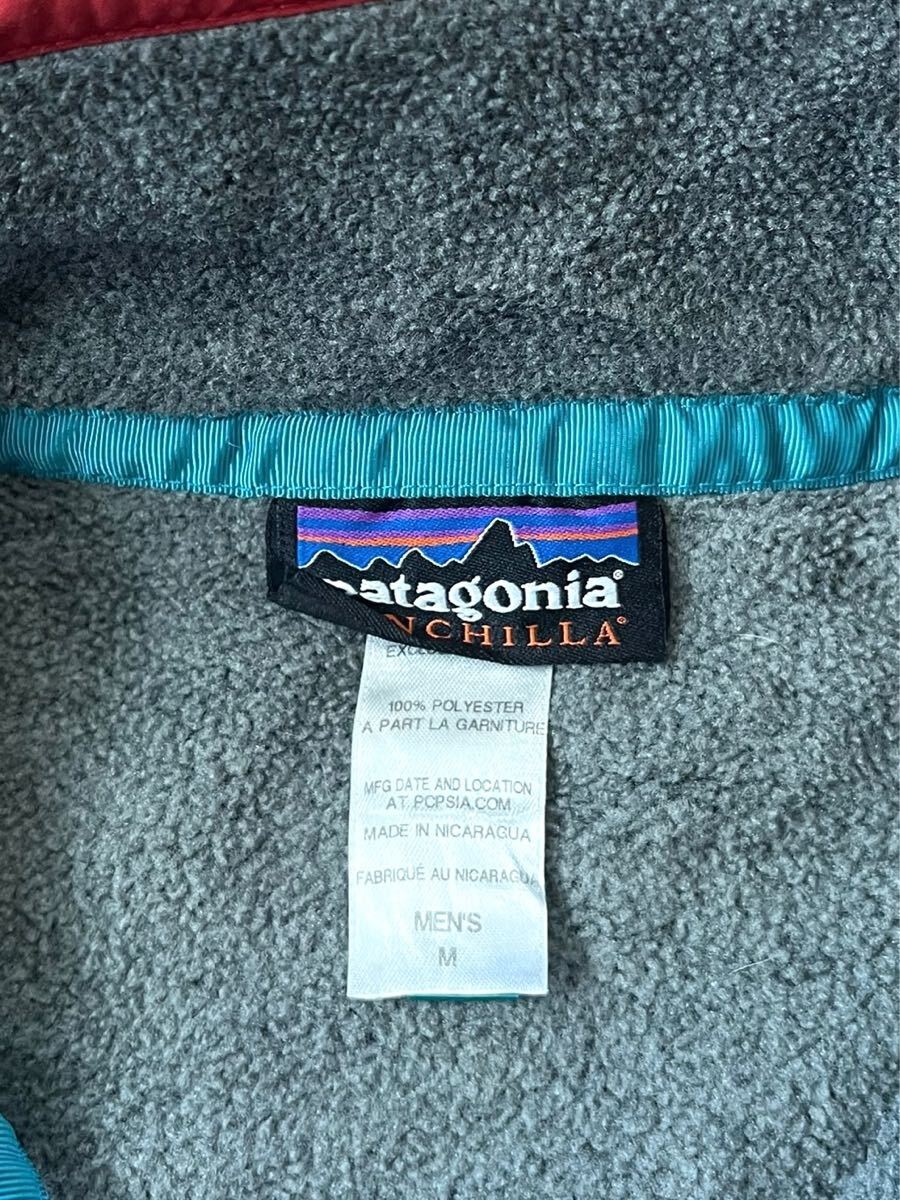 patagonia®
NCHILLA®
100% POLYESTER
A PART LA GARNITURE
MFG DATE AND LOCATION
AT PCPSIA.COM
MADE IN NICARAGUA
FABRIQUÉ AU NICARAGUA
MEN'S
M